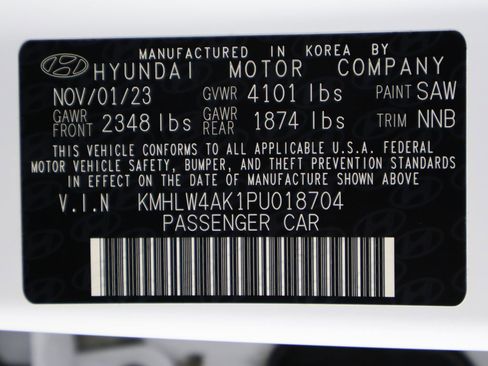 MANUFACTURED IN KOREA BY
HYUNDAI MOTOR COMPANY
NOV/01/23 GVWR 4101 lbs PAINT SAW
GAWR FRONT 2348 lbs GAWR REAR 1874 lbs TRIM NNB
THIS VEHICLE CONFORMS TO ALL APPLICABLE U.S.A. FEDERAL
MOTOR VEHICLE SAFETY, BUMPER, AND THEFT PREVENTION STANDARDS
IN EFFECT ON THE DATE OF MANUFACTURE SHOWN ABOVE
V.I.N KMHLW4AK1PU018704
PASSENGER CAR